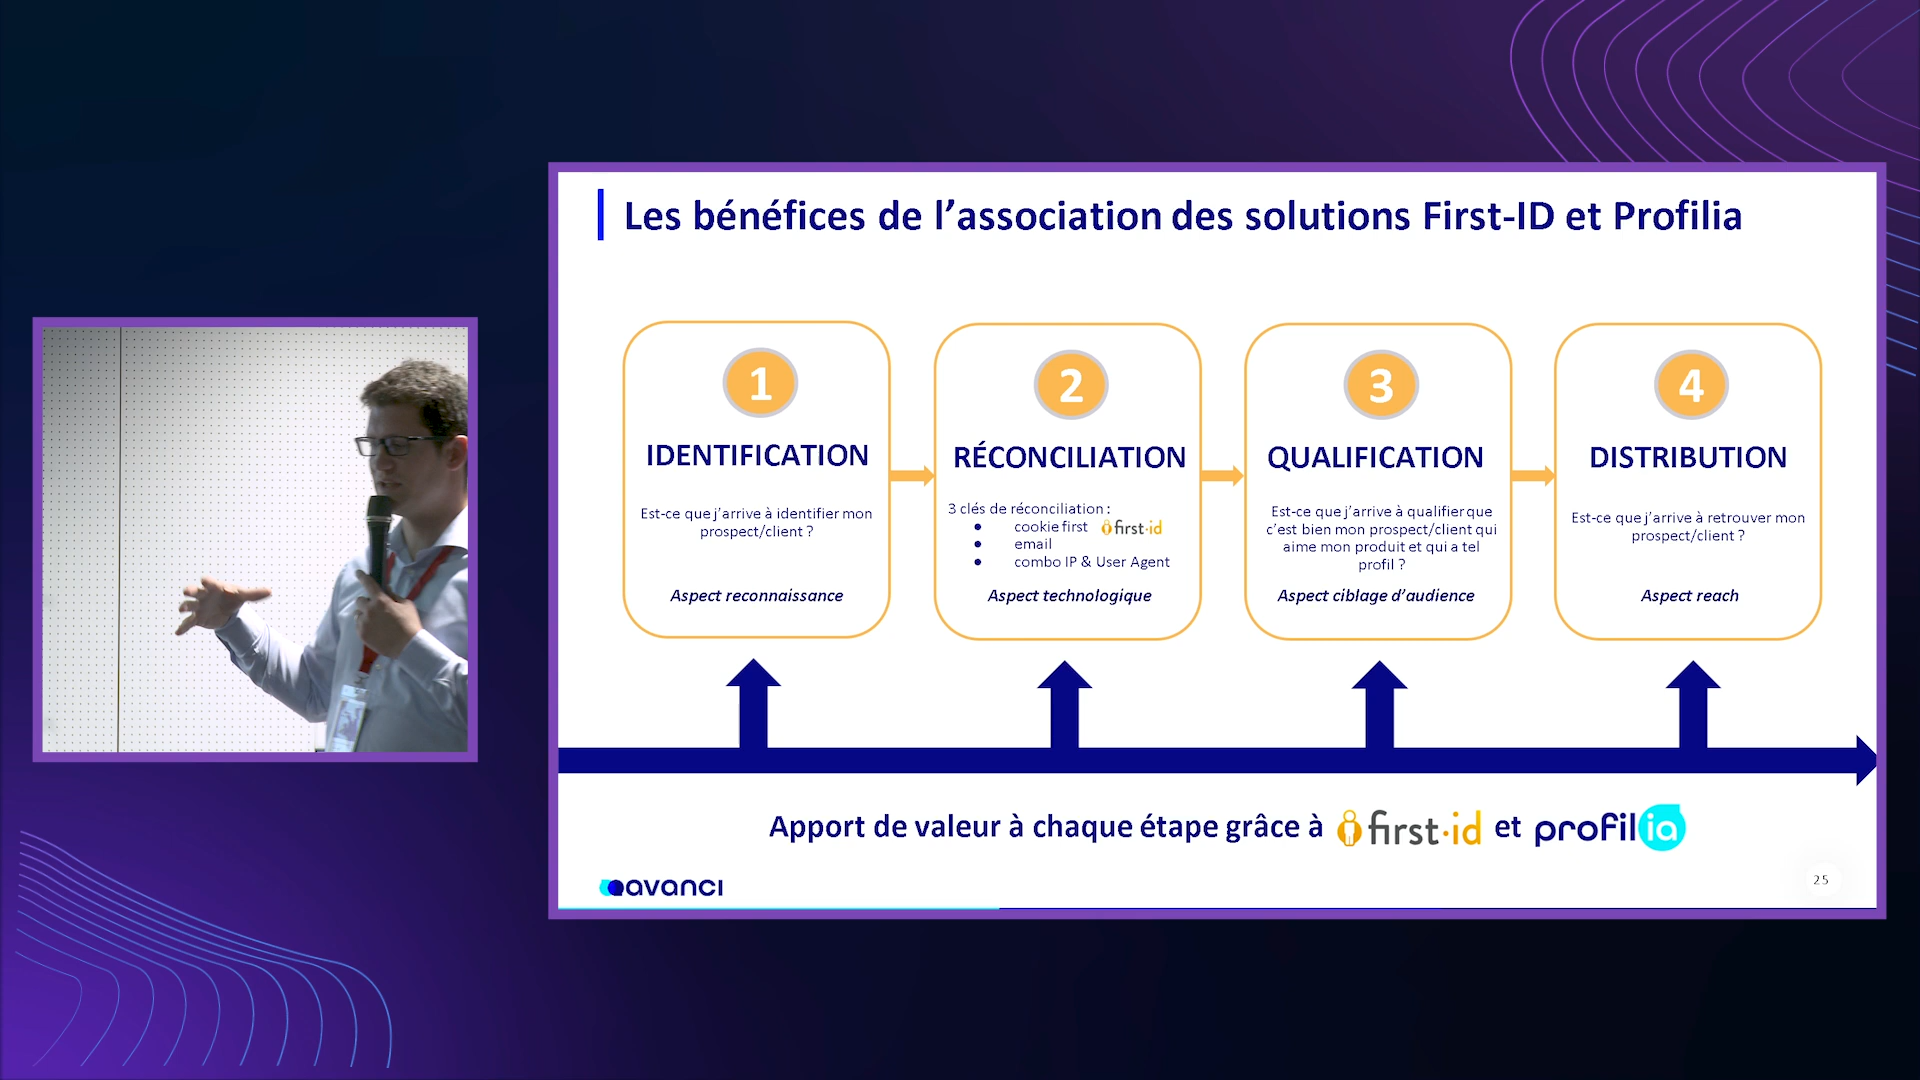 Les bénéfices de l’association des solutions First-ID et Profilia
1
IDENTIFICATION
Est-ce que j’arrive à identifier mon
prospect/client ?
Aspect reconnaissance
2
RÉCONCILIATION
3 clés de réconciliation :
● cookie first first·id
● email
● combo IP & User Agent
Aspect technologique
3
QUALIFICATION
Est-ce que j’arrive à qualifier que
c’est bien mon prospect/client qui
aime mon produit et qui a tel
profil ?
Aspect ciblage d’audience
4
DISTRIBUTION
Est-ce que j’arrive à retrouver mon
prospect/client ?
Aspect reach
Apport de valeur à chaque étape grâce à first·id et profilia
avanci
25